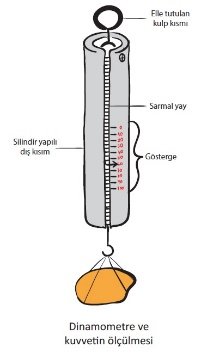 Elle tutulan
kulp kısmı
Sarmal yay
Silindir yapılı
dış kısım
Gösterge
Dinamometre ve
kuvvetin ölçülmesi